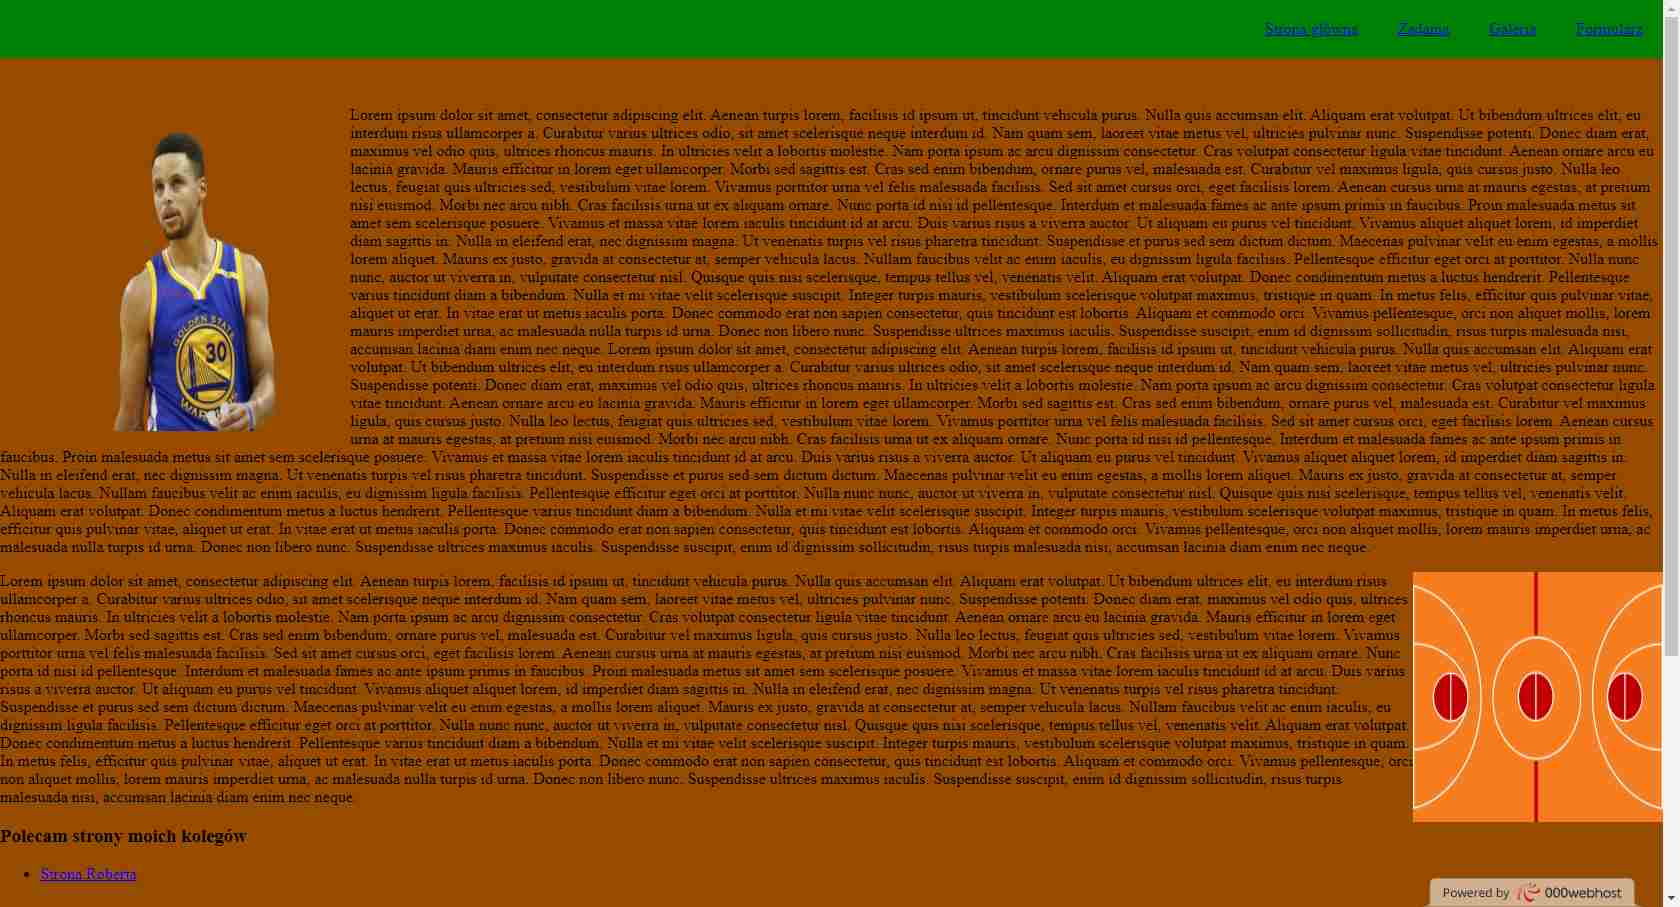 Strona główna Zadania Galeria Formularz
Lorem ipsum dolor sit amet, consectetur adipiscing elit. Aenean turpis lorem, facilisis id ipsum ut, tincidunt vehicula purus. Nulla quis accumsan elit. Aliquam erat volutpat. Ut bibendum ultrices elit, eu
interdum risus ullamcorper a. Curabitur varius ultrices odio, sit amet scelerisque neque interdum id. Nam quam sem, laoreet vitae metus vel, ultricies pulvinar nunc. Suspendisse potenti. Donec diam erat,
maximus vel odio quis, ultrices rhoncus mauris. In ultricies velit a lobortis molestie. Nam porta ipsum ac arcu dignissim consectetur. Cras volutpat consectetur ligula vitae tincidunt. Aenean ornare arcu eu
lacinia gravida. Mauris efficitur in lorem eget ullamcorper. Morbi sed sagittis est. Cras sed enim bibendum, ornare purus vel, malesuada est. Curabitur vel maximus ligula, quis cursus justo. Nulla leo
lectus, feugiat quis ultricies sed, vestibulum vitae lorem. Vivamus porttitor urna vel felis malesuada facilisis. Sed sit amet cursus orci, eget facilisis lorem. Aenean cursus urna at mauris egestas, at pretium
nisi euismod. Morbi nec arcu nibh. Cras facilisis urna ut ex aliquam ornare. Nunc porta id nisi id pellentesque. Interdum et malesuada fames ac ante ipsum primis in faucibus. Proin malesuada metus sit
amet sem scelerisque posuere. Vivamus et massa vitae lorem iaculis tincidunt id at arcu. Duis varius risus a viverra auctor. Ut aliquam eu purus vel tincidunt. Vivamus aliquet aliquet lorem, id imperdiet
diam sagittis in. Nulla in eleifend erat, nec dignissim magna. Ut venenatis turpis vel risus pharetra tincidunt. Suspendisse et purus sed sem dictum dictum. Maecenas pulvinar velit eu enim egestas, a mollis
lorem aliquet. Mauris ex justo, gravida at consectetur at, semper vehicula lacus. Nullam faucibus velit ac enim iaculis, eu dignissim ligula facilisis. Pellentesque efficitur eget orci at porttitor. Nulla nunc
nunc, auctor ut viverra in, vulputate consectetur nisl. Quisque quis nisi scelerisque, tempus tellus vel, venenatis velit. Aliquam erat volutpat. Donec condimentum metus a luctus hendrerit. Pellentesque
varius tincidunt diam a bibendum. Nulla et mi vitae velit scelerisque suscipit. Integer turpis mauris, vestibulum scelerisque volutpat maximus, tristique in quam. In metus felis, efficitur quis pulvinar vitae,
aliquet ut erat. In vitae erat ut metus iaculis porta. Donec commodo erat non sapien consectetur, quis tincidunt est lobortis. Aliquam et commodo orci. Vivamus pellentesque, orci non aliquet mollis, lorem
mauris imperdiet urna, ac malesuada nulla turpis id urna. Donec non libero nunc. Suspendisse ultrices maximus iaculis. Suspendisse suscipit, enim id dignissim sollicitudin, risus turpis malesuada nisi,
accumsan lacinia diam enim nec neque. Lorem ipsum dolor sit amet, consectetur adipiscing elit. Aenean turpis lorem, facilisis id ipsum ut, tincidunt vehicula purus. Nulla quis accumsan elit. Aliquam erat
volutpat. Ut bibendum ultrices elit, eu interdum risus ullamcorper a. Curabitur varius ultrices odio, sit amet scelerisque neque interdum id. Nam quam sem, laoreet vitae metus vel, ultricies pulvinar nunc.
Suspendisse potenti. Donec diam erat, maximus vel odio quis, ultrices rhoncus mauris. In ultricies velit a lobortis molestie. Nam porta ipsum ac arcu dignissim consectetur. Cras volutpat consectetur ligula
vitae tincidunt. Aenean ornare arcu eu lacinia gravida. Mauris efficitur in lorem eget ullamcorper. Morbi sed sagittis est. Cras sed enim bibendum, ornare purus vel, malesuada est. Curabitur vel maximus
ligula, quis cursus justo. Nulla leo lectus, feugiat quis ultricies sed, vestibulum vitae lorem. Vivamus porttitor urna vel felis malesuada facilisis. Sed sit amet cursus orci, eget facilisis lorem. Aenean cursus
urna at mauris egestas, at pretium nisi euismod. Morbi nec arcu nibh. Cras facilisis urna ut ex aliquam ornare. Nunc porta id nisi id pellentesque. Interdum et malesuada fames ac ante ipsum primis in
faucibus. Proin malesuada metus sit amet sem scelerisque posuere. Vivamus et massa vitae lorem iaculis tincidunt id at arcu. Duis varius risus a viverra auctor. Ut aliquam eu purus vel tincidunt. Vivamus aliquet aliquet lorem, id imperdiet diam sagittis in.
Nulla in eleifend erat, nec dignissim magna. Ut venenatis turpis vel risus pharetra tincidunt. Suspendisse et purus sed sem dictum dictum. Maecenas pulvinar velit eu enim egestas, a mollis lorem aliquet. Mauris ex justo, gravida at consectetur at, semper
vehicula lacus. Nullam faucibus velit ac enim iaculis, eu dignissim ligula facilisis. Pellentesque efficitur eget orci at porttitor. Nulla nunc nunc, auctor ut viverra in, vulputate consectetur nisl. Quisque quis nisi scelerisque, tempus tellus vel, venenatis velit.
Aliquam erat volutpat. Donec condimentum metus a luctus hendrerit. Pellentesque varius tincidunt diam a bibendum. Nulla et mi vitae velit scelerisque suscipit. Integer turpis mauris, vestibulum scelerisque volutpat maximus, tristique in quam. In metus felis,
efficitur quis pulvinar vitae, aliquet ut erat. In vitae erat ut metus iaculis porta. Donec commodo erat non sapien consectetur, quis tincidunt est lobortis. Aliquam et commodo orci. Vivamus pellentesque, orci non aliquet mollis, lorem mauris imperdiet urna, ac
malesuada nulla turpis id urna. Donec non libero nunc. Suspendisse ultrices maximus iaculis. Suspendisse suscipit, enim id dignissim sollicitudin, risus turpis malesuada nisi, accumsan lacinia diam enim nec neque.
GOLDEN STATE
30
WAR
Lorem ipsum dolor sit amet, consectetur adipiscing elit. Aenean turpis lorem, facilisis id ipsum ut, tincidunt vehicula purus. Nulla quis accumsan elit. Aliquam erat volutpat. Ut bibendum ultrices elit, eu interdum risus
ullamcorper a. Curabitur varius ultrices odio, sit amet scelerisque neque interdum id. Nam quam sem, laoreet vitae metus vel, ultricies pulvinar nunc. Suspendisse potenti. Donec diam erat, maximus vel odio quis, ultrices
rhoncus mauris. In ultricies velit a lobortis molestie. Nam porta ipsum ac arcu dignissim consectetur. Cras volutpat consectetur ligula vitae tincidunt. Aenean ornare arcu eu lacinia gravida. Mauris efficitur in lorem eget
ullamcorper. Morbi sed sagittis est. Cras sed enim bibendum, ornare purus vel, malesuada est. Curabitur vel maximus ligula, quis cursus justo. Nulla leo lectus, feugiat quis ultricies sed, vestibulum vitae lorem. Vivamus
porttitor urna vel felis malesuada facilisis. Sed sit amet cursus orci, eget facilisis lorem. Aenean cursus urna at mauris egestas, at pretium nisi euismod. Morbi nec arcu nibh. Cras facilisis urna ut ex aliquam ornare. Nunc
porta id nisi id pellentesque. Interdum et malesuada fames ac ante ipsum primis in faucibus. Proin malesuada metus sit amet sem scelerisque posuere. Vivamus et massa vitae lorem iaculis tincidunt id at arcu. Duis varius
risus a viverra auctor. Ut aliquam eu purus vel tincidunt. Vivamus aliquet aliquet lorem, id imperdiet diam sagittis in. Nulla in eleifend erat, nec dignissim magna. Ut venenatis turpis vel risus pharetra tincidunt.
Suspendisse et purus sed sem dictum dictum. Maecenas pulvinar velit eu enim egestas, a mollis lorem aliquet. Mauris ex justo, gravida at consectetur at, semper vehicula lacus. Nullam faucibus velit ac enim iaculis, eu
dignissim ligula facilisis. Pellentesque efficitur eget orci at porttitor. Nulla nunc nunc, auctor ut viverra in, vulputate consectetur nisl. Quisque quis nisi scelerisque, tempus tellus vel, venenatis velit. Aliquam erat volutpat.
Donec condimentum metus a luctus hendrerit. Pellentesque varius tincidunt diam a bibendum. Nulla et mi vitae velit scelerisque suscipit. Integer turpis mauris, vestibulum scelerisque volutpat maximus, tristique in quam.
In metus felis, efficitur quis pulvinar vitae, aliquet ut erat. In vitae erat ut metus iaculis porta. Donec commodo erat non sapien consectetur, quis tincidunt est lobortis. Aliquam et commodo orci. Vivamus pellentesque, orci
non aliquet mollis, lorem mauris imperdiet urna, ac malesuada nulla turpis id urna. Donec non libero nunc. Suspendisse ultrices maximus iaculis. Suspendisse suscipit, enim id dignissim sollicitudin, risus turpis
malesuada nisi, accumsan lacinia diam enim nec neque.
Polecam strony moich kolegów
Strona Roberta
Powered by 000webhost